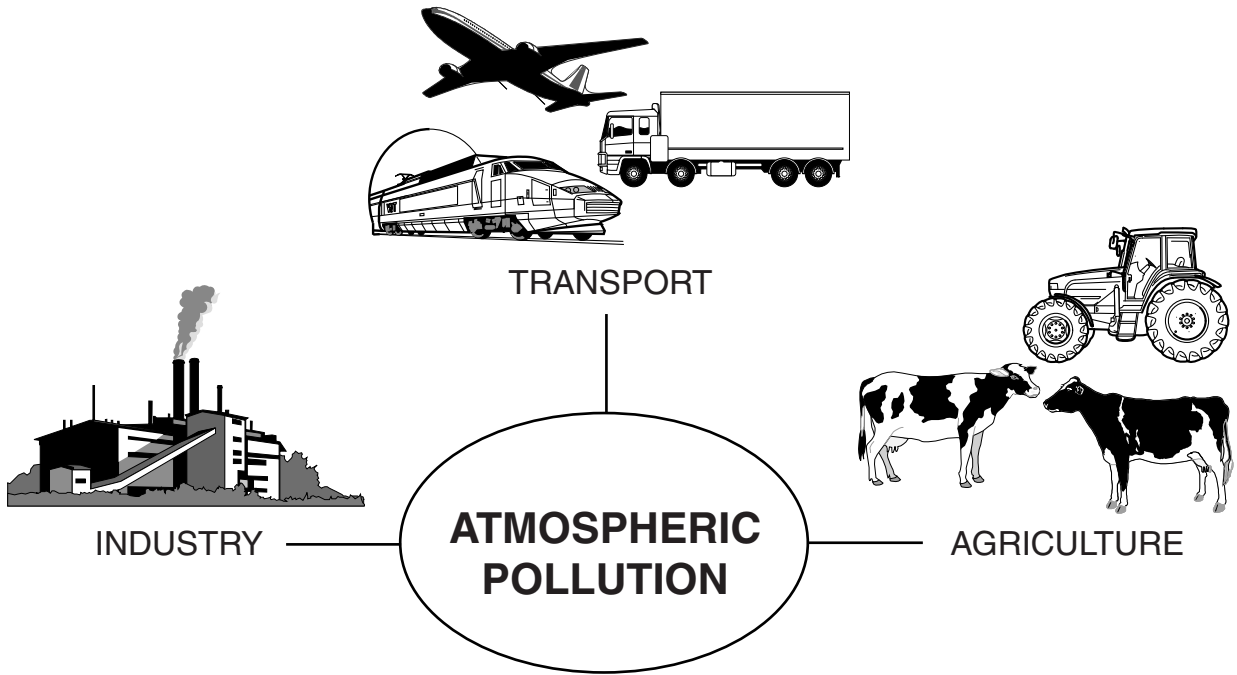 TRANSPORT
INDUSTRY
ATMOSPHERIC
POLLUTION
AGRICULTURE